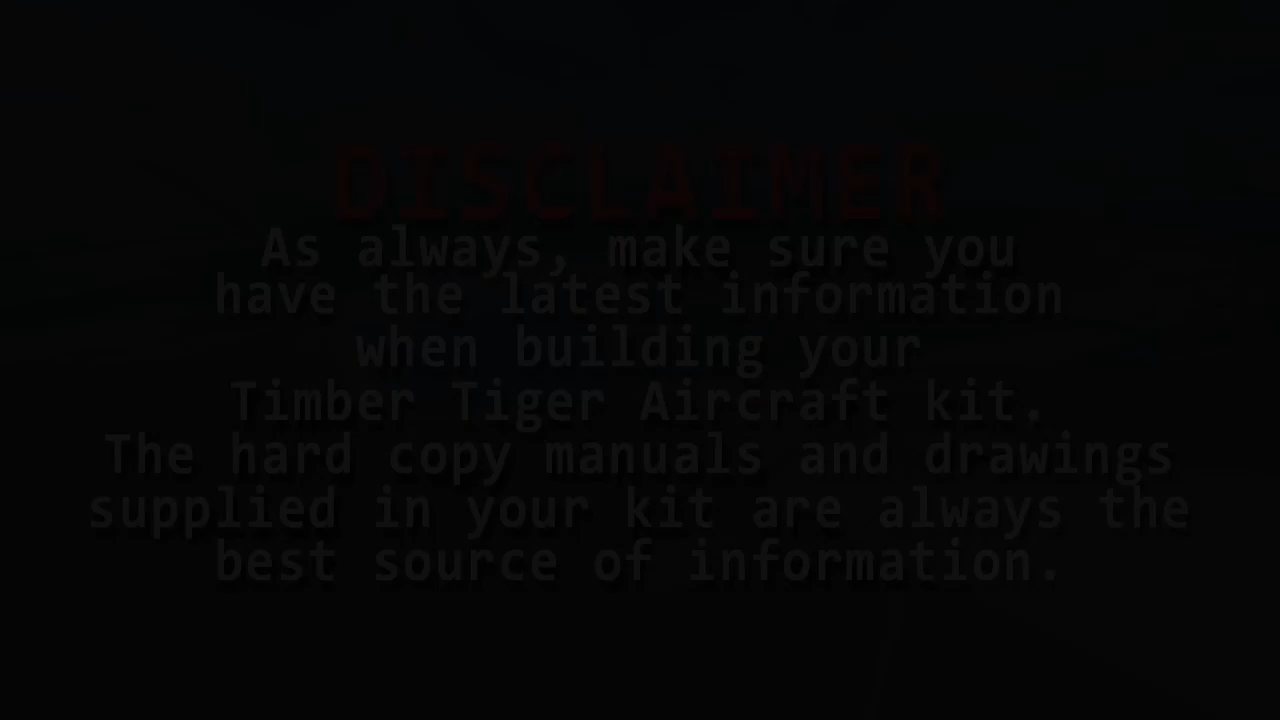 DISCLAIMER
As always, make sure you
have the latest information
when building your
Timber Tiger Aircraft kit.
The hard copy manuals and drawings
supplied in your kit are always the
best source of information.